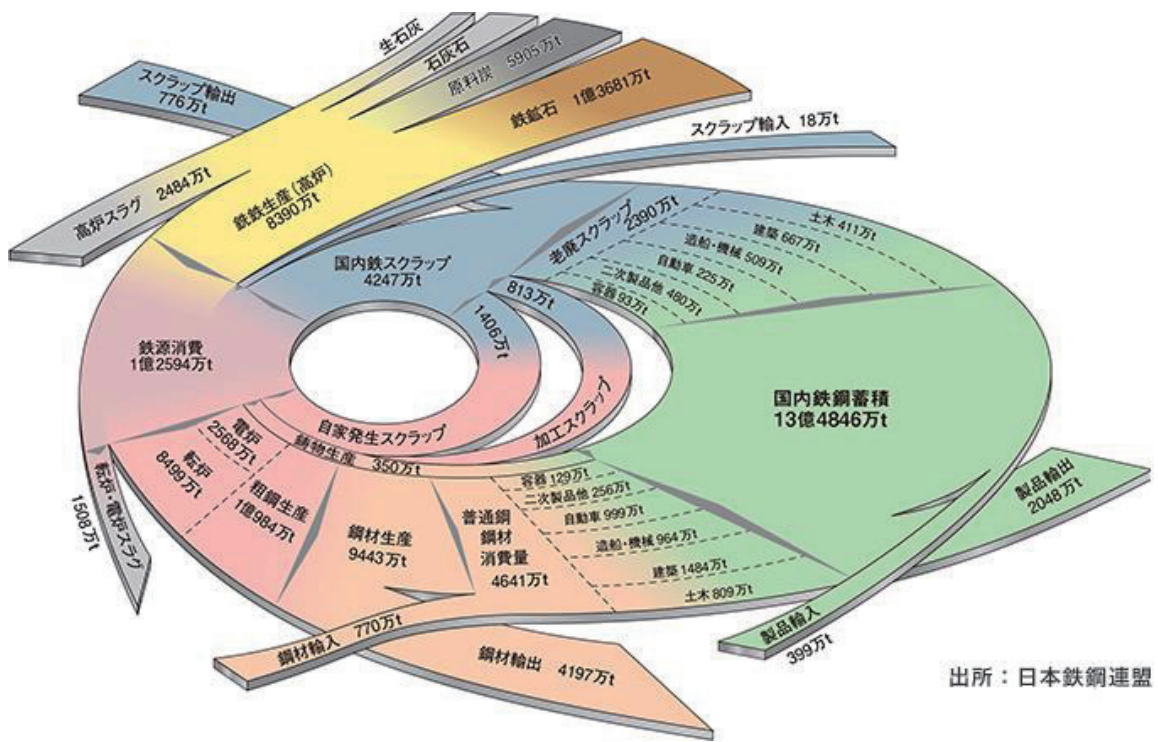 生石灰
石灰石
原料炭 5905万t
鉄鉱石 1億3681万t
スクラップ輸出
776万t
スクラップ輸入 18万t
高炉スラグ 2484万t
銑鉄生産(高炉)
8390万t
国内鉄スクラップ
4247万t
老廃スクラップ
2390万t
土木 411万t
建築 667万t
造船・機械 509万t
自動車 225万t
二次製品他 480万t
容器 93万t
813万t
1406万t
鉄源消費
1億2594万t
国内鉄鋼蓄積
13億4846万t
自家発生スクラップ
加工スクラップ
鋳物生産 350万t
電炉
2568万t
転炉
8499万t
粗鋼生産
1億984万t
転炉・電炉スラグ
1508万t
鋼材生産
9443万t
普通鋼
鋼材
消費量
4641万t
容器 129万t
二次製品他 256万t
自動車 999万t
造船・機械 964万t
建築 1484万t
土木 809万t
製品輸出
2048万t
製品輸入
399万t
鋼材輸入 770万t
鋼材輸出 4197万t
出所：日本鉄鋼連盟